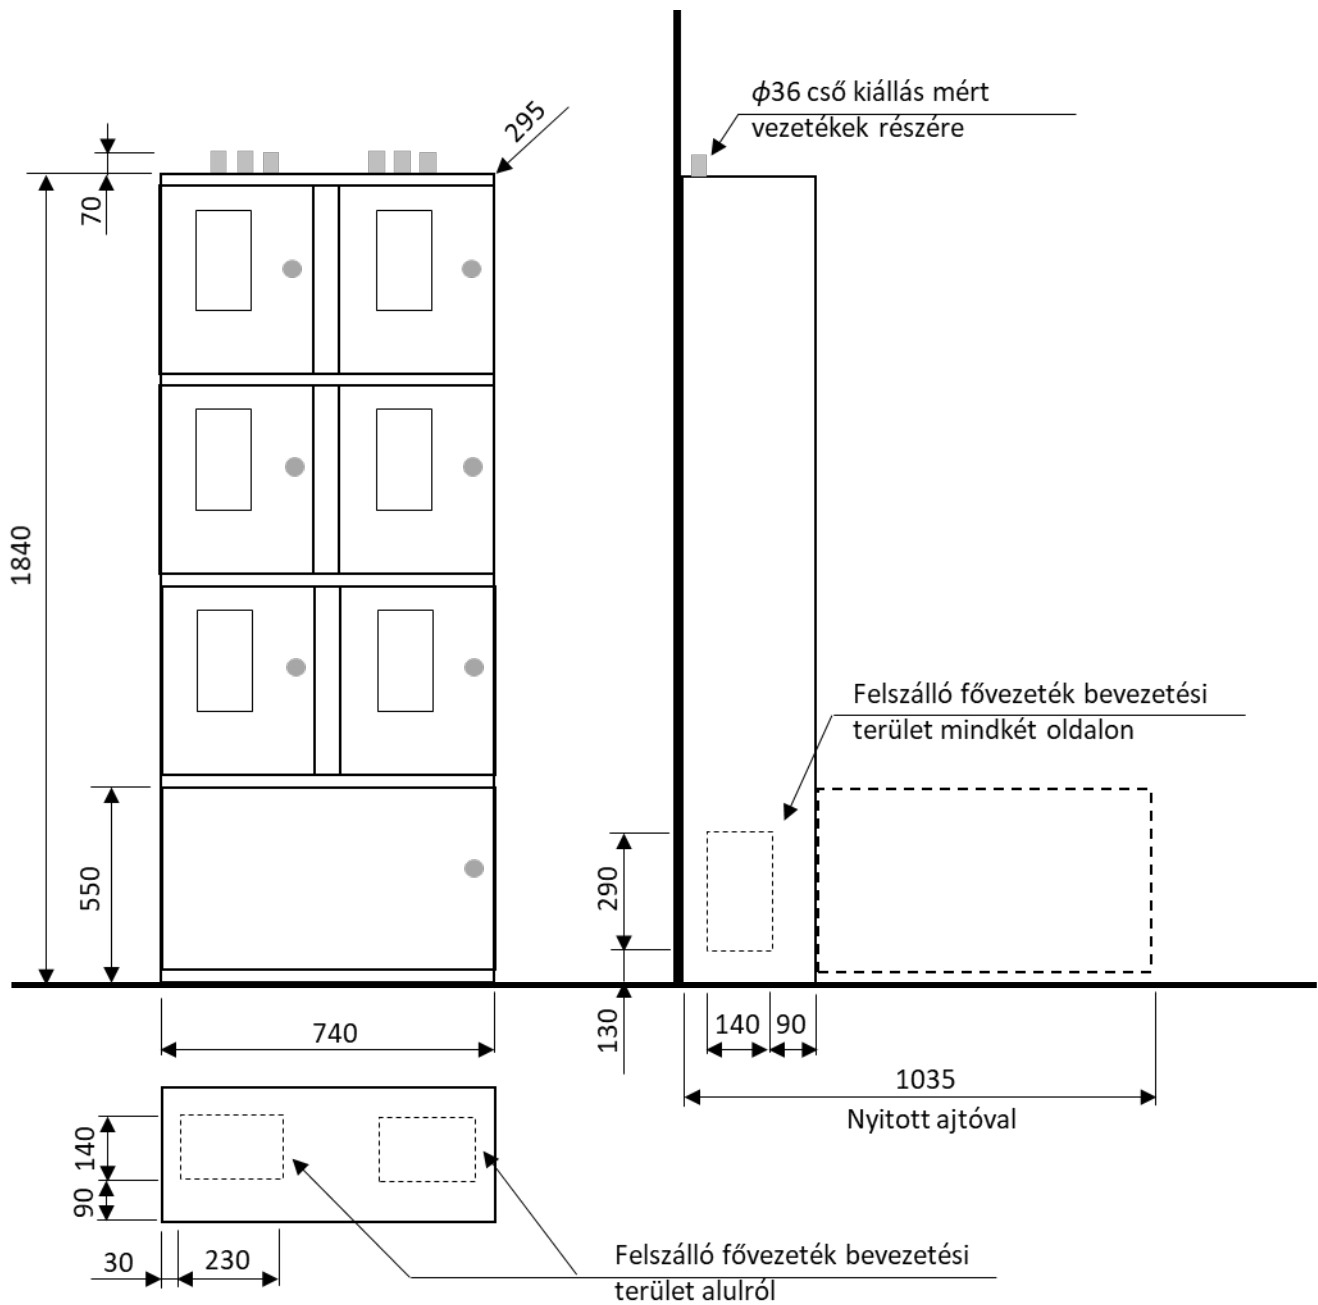 ϕ36 cső kiállás mért
vezetékek részére
295
70
1840
Felszálló fővezeték bevezetési
terület mindkét oldalon
550
290
130
740
140 90
1035
Nyitott ajtóval
140
90
30 230
Felszálló fővezeték bevezetési
terület alulról